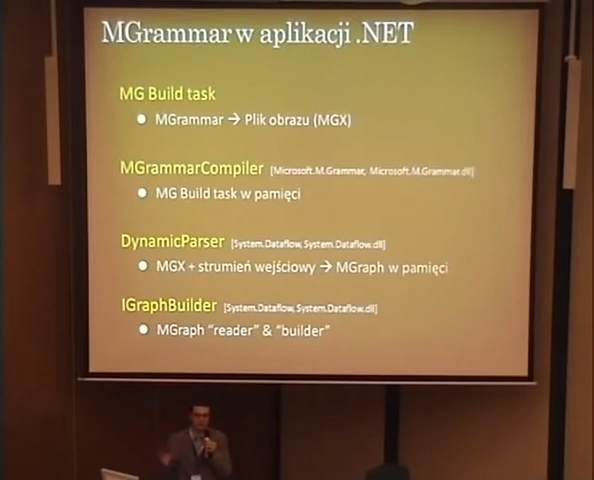 MGrammar w aplikacji .NET
MG Build task
MGrammar → Plik obrazu (MGX)
MGrammarCompiler [Microsoft.M.Grammar, Microsoft.M.Grammar.dll]
MG Build task w pamięci
DynamicParser [System.Dataflow, System.Dataflow.dll]
MGX + strumień wejściowy → MGraph w pamięci
IGraphBuilder [System.Dataflow, System.Dataflow.dll]
MGraph "reader" & "builder"